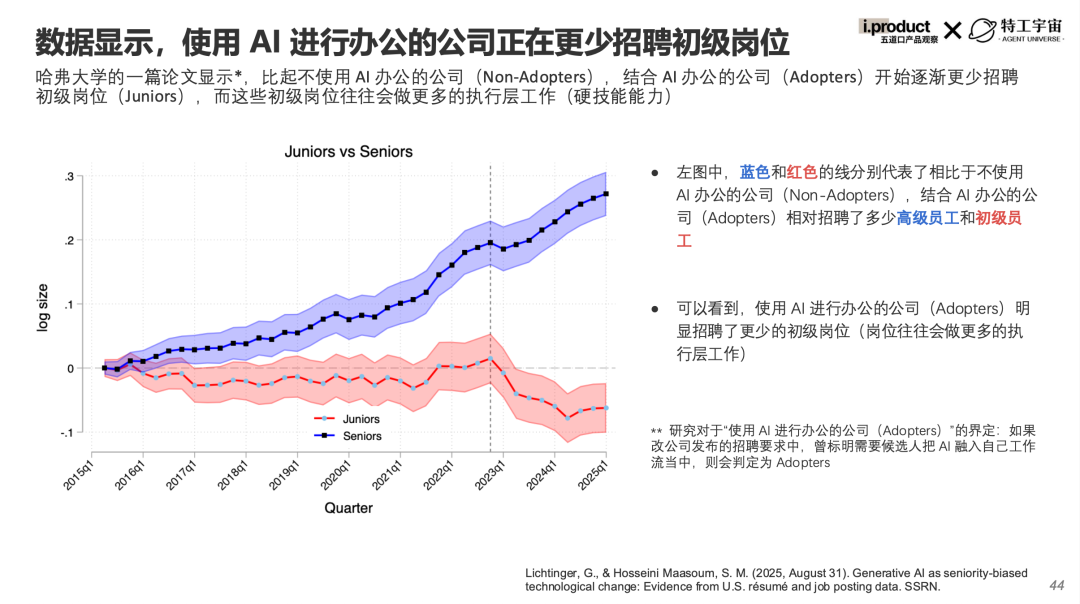 数据显示，使用 AI 进行办公的公司正在更少招聘初级岗位
i.product
五道口产品观察
特工宇宙
· AGENT UNIVERSE ·
哈弗大学的一篇论文显示*，比起不使用 AI 办公的公司（Non-Adopters），结合 AI 办公的公司（Adopters）开始逐渐更少招聘
初级岗位（Juniors），而这些初级岗位往往会做更多的执行层工作（硬技能能力）
Juniors vs Seniors
log size
.3
.2
.1
0
-.1
Juniors
Seniors
2015q1
2016q1
2017q1
2018q1
2019q1
2020q1
2021q1
2022q1
2023q1
2024q1
2025q1
Quarter
● 左图中，蓝色和红色的线分别代表了相比于不使用
AI 办公的公司（Non-Adopters），结合 AI 办公的公
司（Adopters）相对招聘了多少高级员工和初级员
工
● 可以看到，使用 AI 进行办公的公司（Adopters）明
显招聘了更少的初级岗位（岗位往往会做更多的执
行层工作）
** 研究对于“使用 AI 进行办公的公司（Adopters）”的界定：如果
改公司发布的招聘要求中，曾标明需要候选人把 AI 融入自己工作
流当中，则会判定为 Adopters
Lichtinger, G., & Hosseini Maasoum, S. M. (2025, August 31). Generative AI as seniority-biased
technological change: Evidence from U.S. résumé and job posting data. SSRN.
44